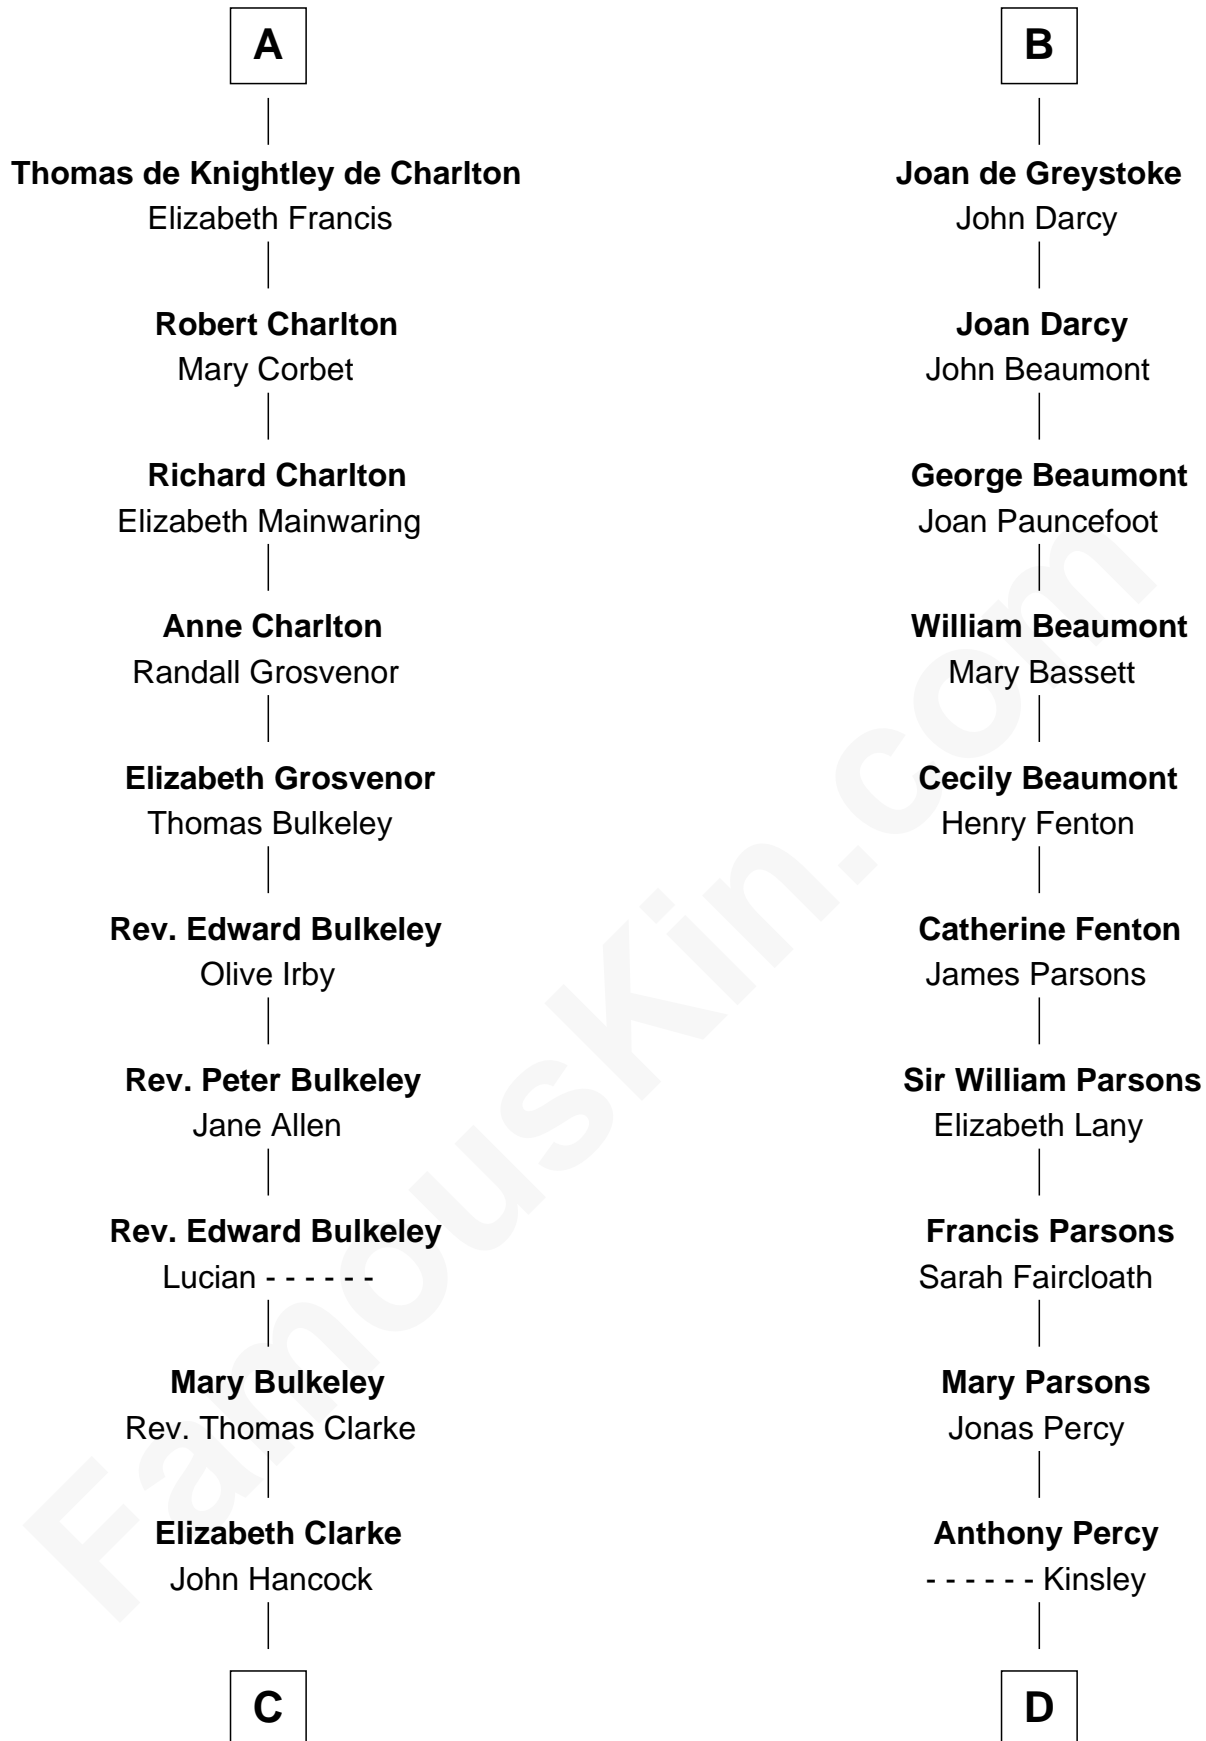 A
Thomas de Knightley de Charlton
Elizabeth Francis
Robert Charlton
Mary Corbet
Richard Charlton
Elizabeth Mainwaring
Anne Charlton
Randall Grosvenor
Elizabeth Grosvenor
Thomas Bulkeley
Rev. Edward Bulkeley
Olive Irby
Rev. Peter Bulkeley
Jane Allen
Rev. Edward Bulkeley
Lucian - - - - - -
Mary Bulkeley
Rev. Thomas Clarke
Elizabeth Clarke
John Hancock
C
B
Joan de Greystoke
John Darcy
Joan Darcy
John Beaumont
George Beaumont
Joan Pauncefoot
William Beaumont
Mary Bassett
Cecily Beaumont
Henry Fenton
Catherine Fenton
James Parsons
Sir William Parsons
Elizabeth Lany
Francis Parsons
Sarah Faircloath
Mary Parsons
Jonas Percy
Anthony Percy
- - - - - - Kinsley
D
FamousKin.com